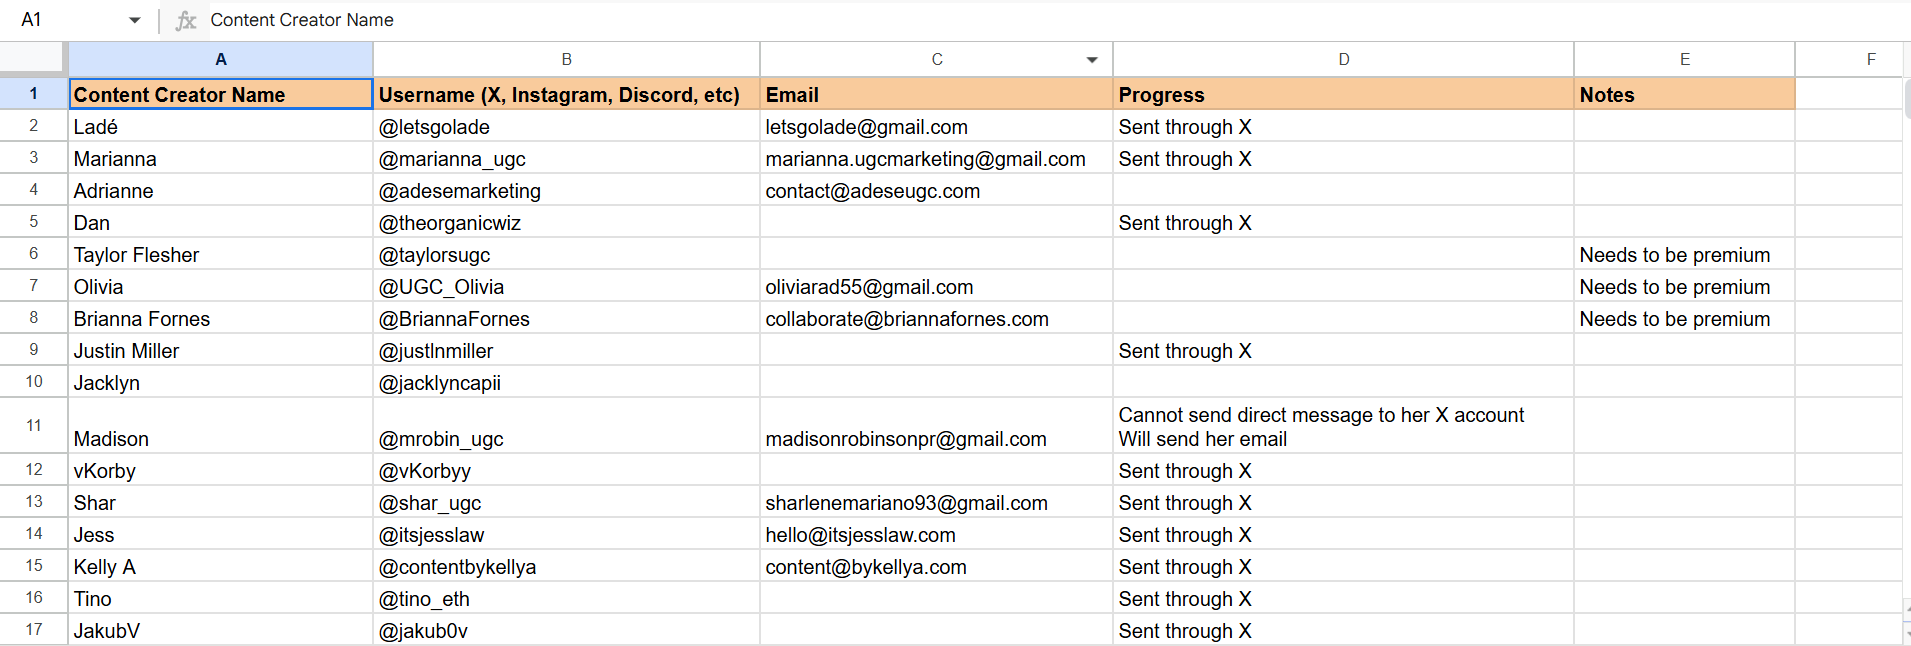 A1 fx Content Creator Name
A B C D E F
1 Content Creator Name Username (X, Instagram, Discord, etc) Email Progress Notes
2 Ladé @letsgolade letsgolade@gmail.com Sent through X
3 Marianna @marianna_ugc marianna.ugcmarketing@gmail.com Sent through X
4 Adrianne @adesemarketing contact@adeseugc.com
5 Dan @theorganicwiz Sent through X
6 Taylor Flesher @taylorsugc Needs to be premium
7 Olivia @UGC_Olivia oliviarad55@gmail.com Needs to be premium
8 Brianna Fornes @BriannaFornes collaborate@briannafornes.com Needs to be premium
9 Justin Miller @justlnmiller Sent through X
10 Jacklyn @jacklyncapii
Cannot send direct message to her X account
11 Madison @mrobin_ugc madisonrobinsonpr@gmail.com Will send her email
12 vKorby @vKorbyy Sent through X
13 Shar @shar_ugc sharlenemariano93@gmail.com Sent through X
14 Jess @itsjesslaw hello@itsjesslaw.com Sent through X
15 Kelly A @contentbykellya content@bykellya.com Sent through X
16 Tino @tino_eth Sent through X
17 JakubV @jakub0v Sent through X